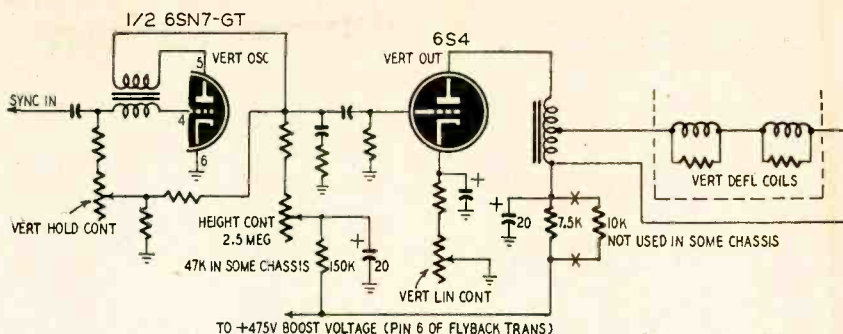 1/2 6SN7-GT
6S4
VERT OSC
VERT OUT
5
SYNC IN
4
6
VERT DEFL COILS
VERT HOLD CONT
HEIGHT CONT
2.5 MEG
47K IN SOME CHASSIS
150K
+
20
+
VERT LIN CONT
+
20
7.5K
10K
NOT USED IN SOME CHASSIS
TO +475V BOOST VOLTAGE (PIN 6 OF FLYBACK TRANS)